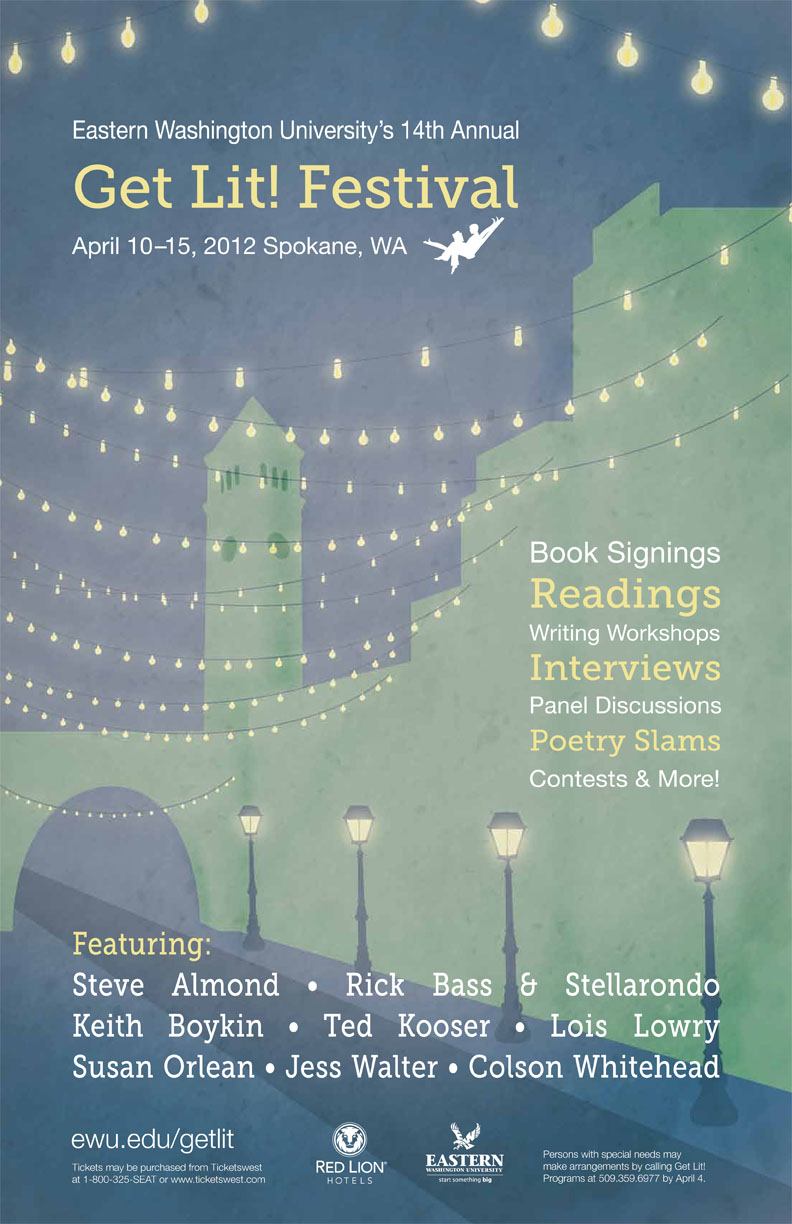 Eastern Washington University's 14th Annual
Get Lit! Festival
April 10–15, 2012 Spokane, WA
Book Signings
Readings
Writing Workshops
Interviews
Panel Discussions
Poetry Slams
Contests & More!
Featuring:
Steve Almond • Rick Bass & Stellarondo
Keith Boykin • Ted Kooser • Lois Lowry
Susan Orlean • Jess Walter • Colson Whitehead
ewu.edu/getlit
Tickets may be purchased from Ticketswest
at 1-800-325-SEAT or www.ticketswest.com
RED LION®
HOTELS
EASTERN
WASHINGTON UNIVERSITY
start something big
Persons with special needs may
make arrangements by calling Get Lit!
Programs at 509.359.6977 by April 4.